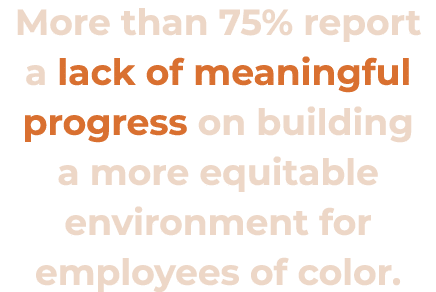 More than 75% report
a lack of meaningful
progress on building
a more equitable
environment for
employees of color.